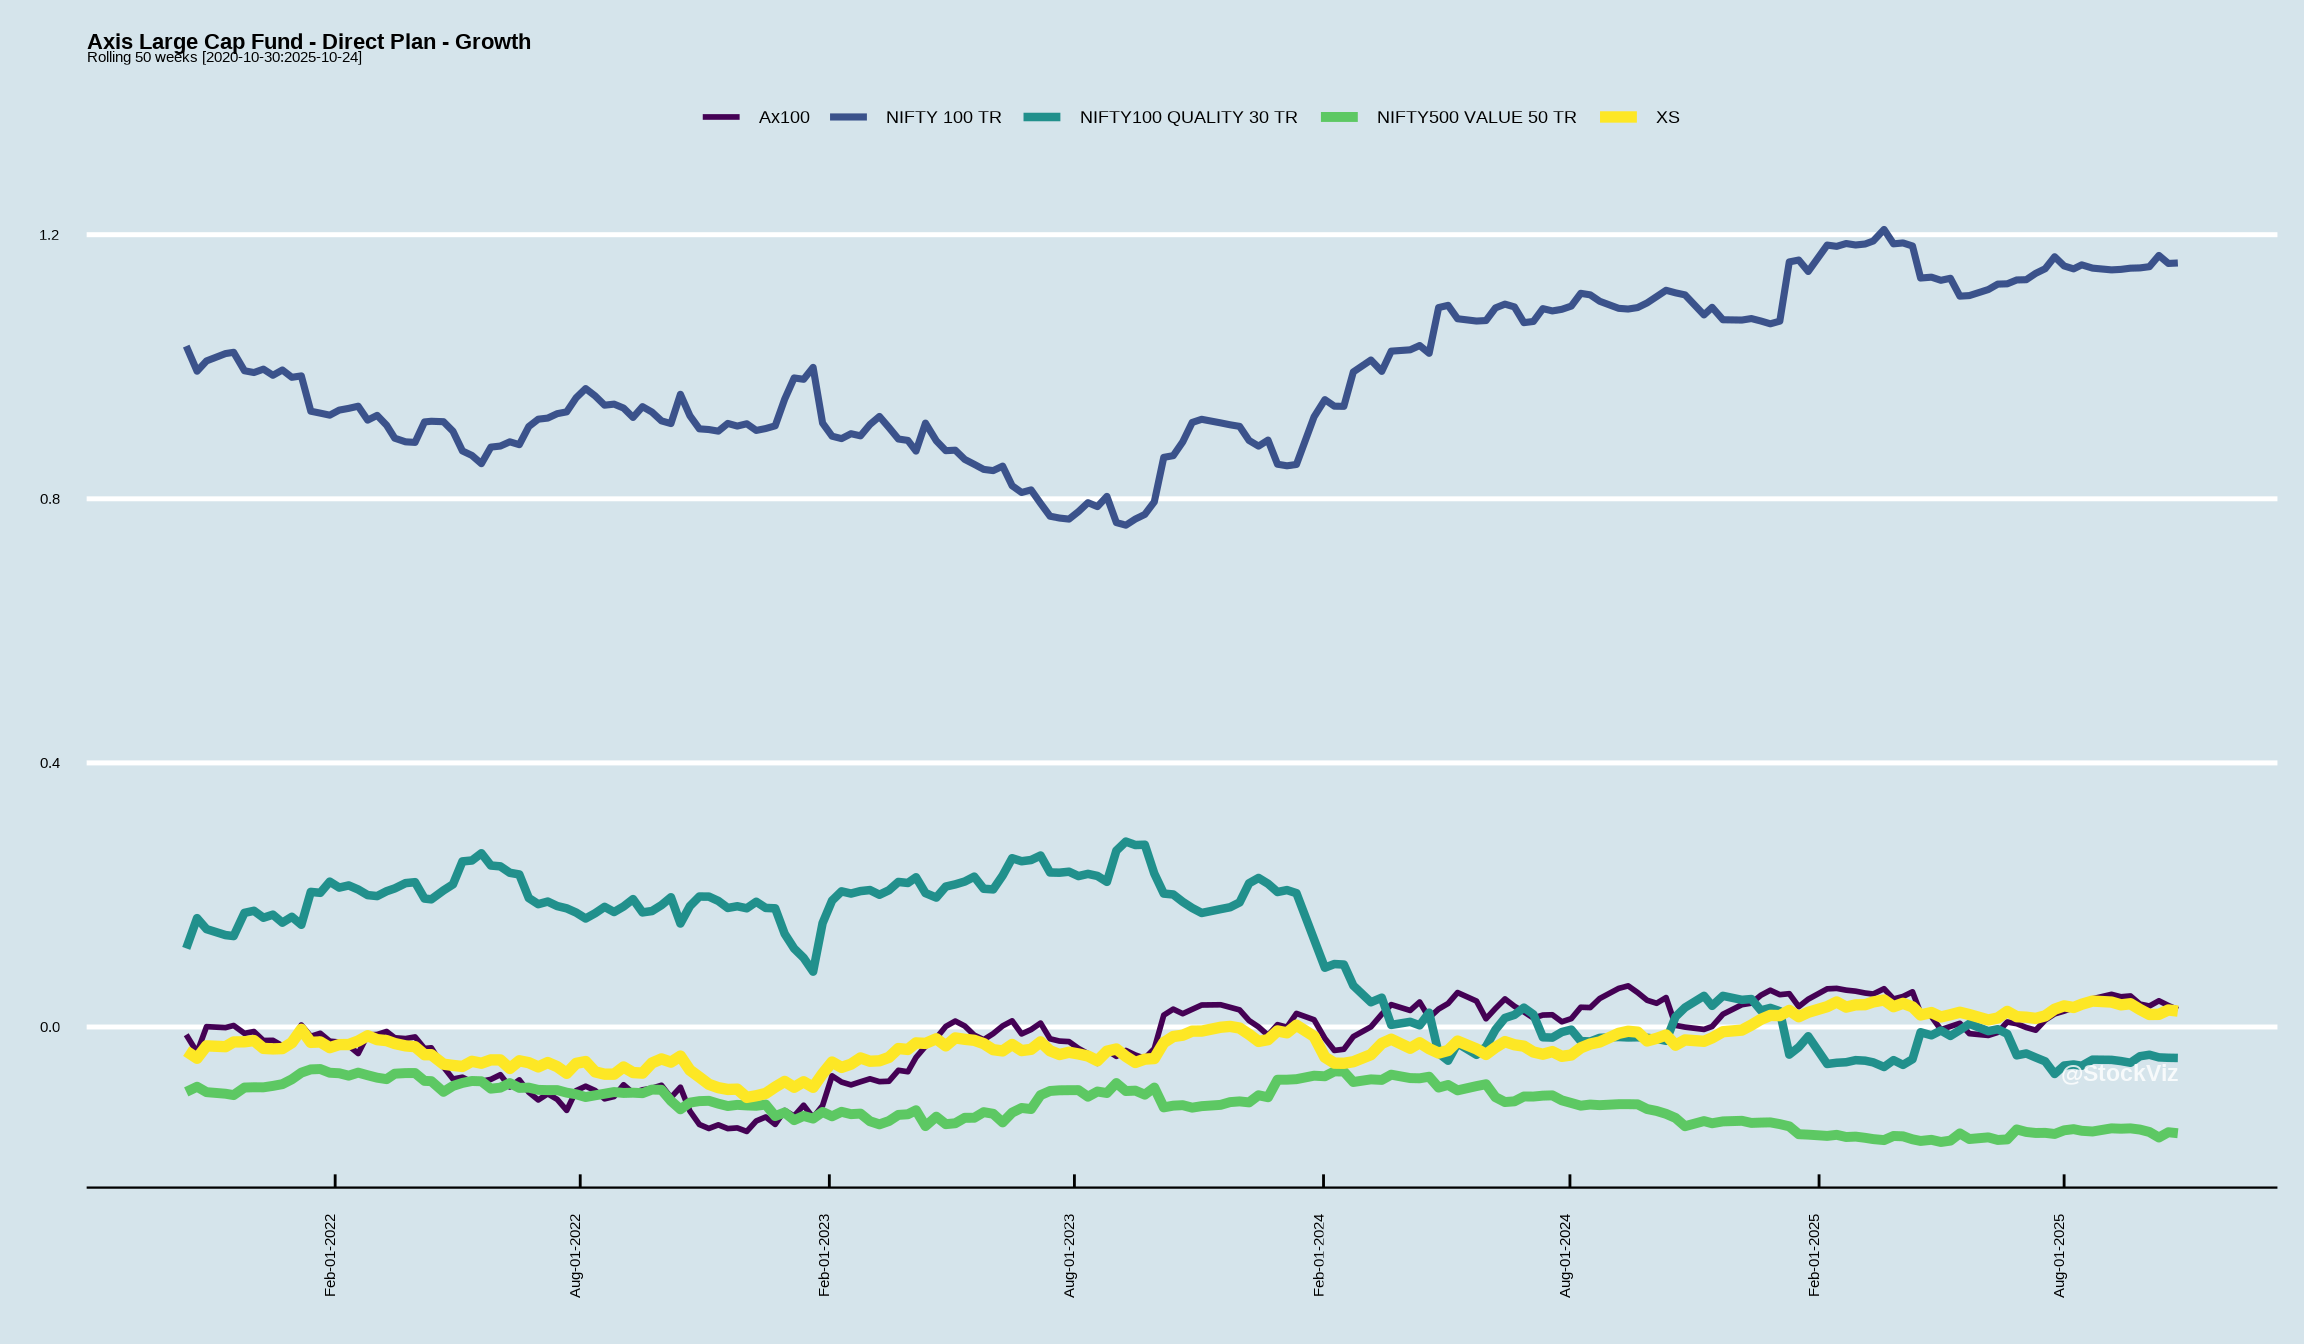 Axis Large Cap Fund - Direct Plan - Growth
Rolling 50 weeks [2020-10-30:2025-10-24]
Ax100 NIFTY 100 TR NIFTY100 QUALITY 30 TR NIFTY500 VALUE 50 TR XS
1.2
0.8
0.4
0.0
@StockViz
Feb-01-2022
Aug-01-2022
Feb-01-2023
Aug-01-2023
Feb-01-2024
Aug-01-2024
Feb-01-2025
Aug-01-2025